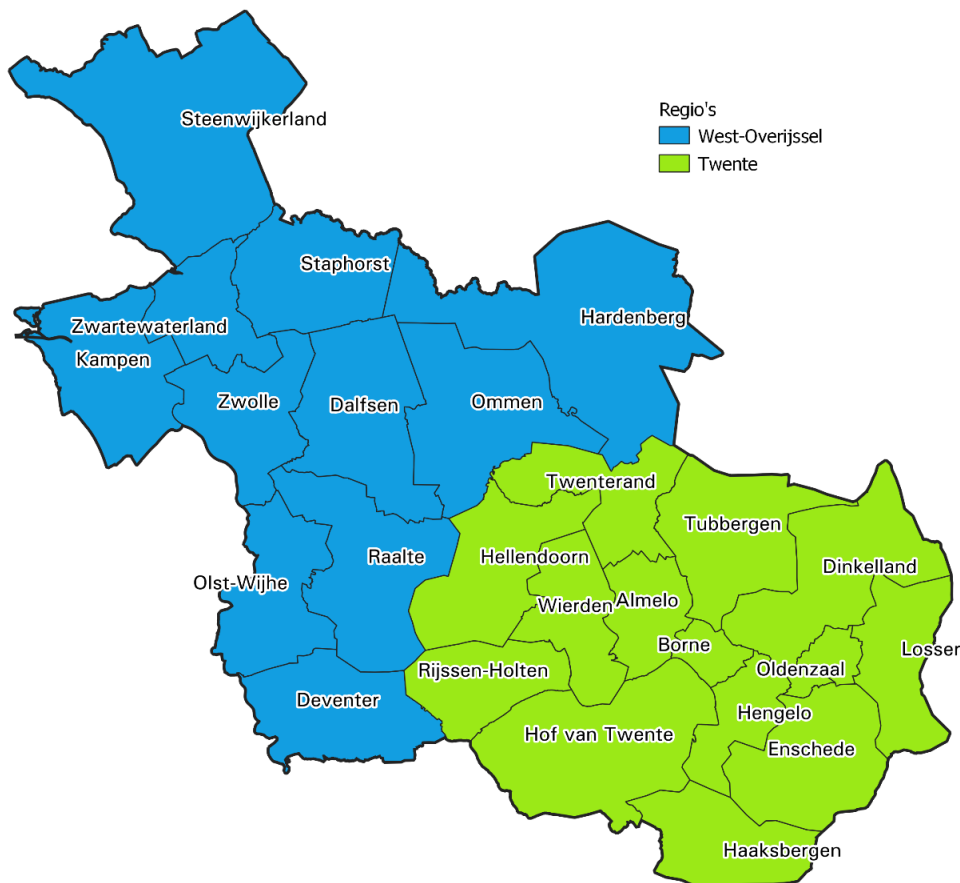 Regio's
West-Overijssel
Twente
Steenwijkerland
Staphorst
Zwartewaterland
Hardenberg
Kampen
Zwolle
Dalfsen
Ommen
Twenterand
Tubbergen
Raalte
Hellendoorn
Dinkelland
Olst-Wijhe
Wierden
Almelo
Borne
Losser
Rijssen-Holten
Oldenzaal
Deventer
Hengelo
Hof van Twente
Enschede
Haaksbergen